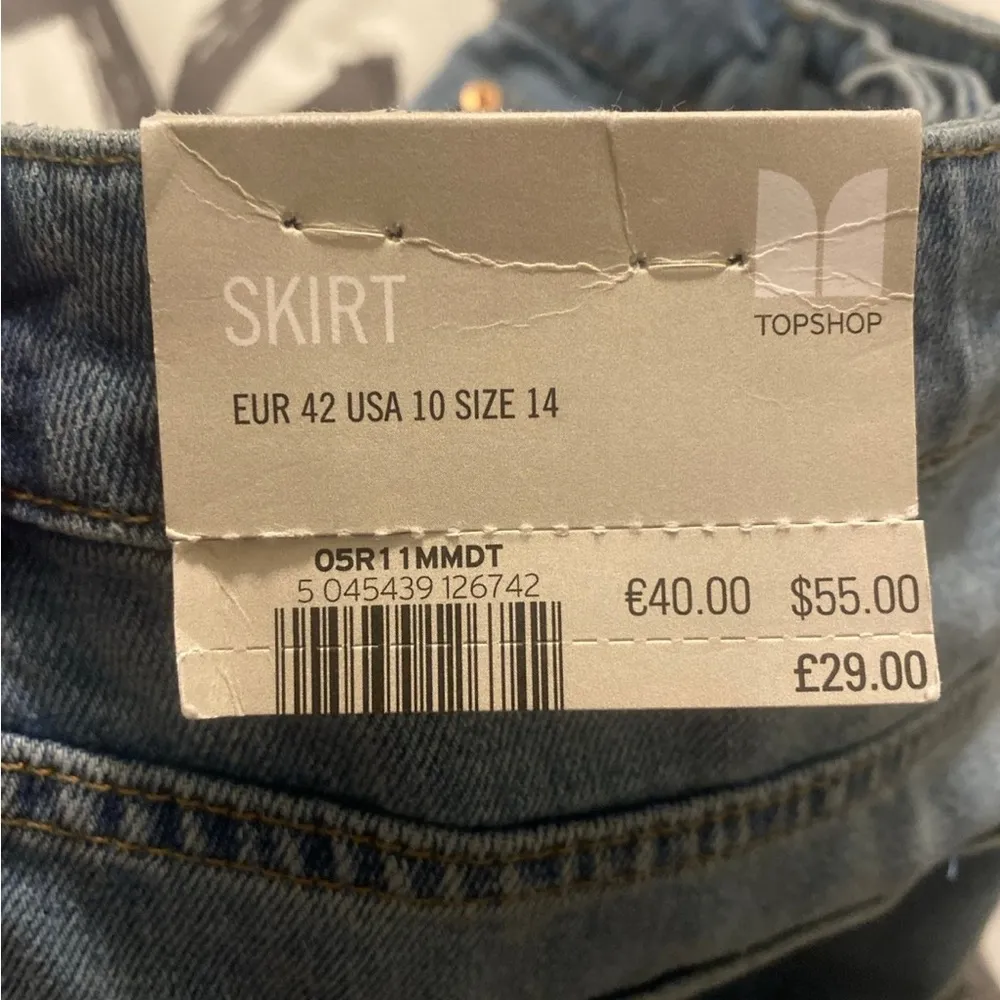 SKIRT
TOPSHOP
EUR 42 USA 10 SIZE 14
05R11MMDT
5 045439 126742
€40.00 $55.00
£29.00